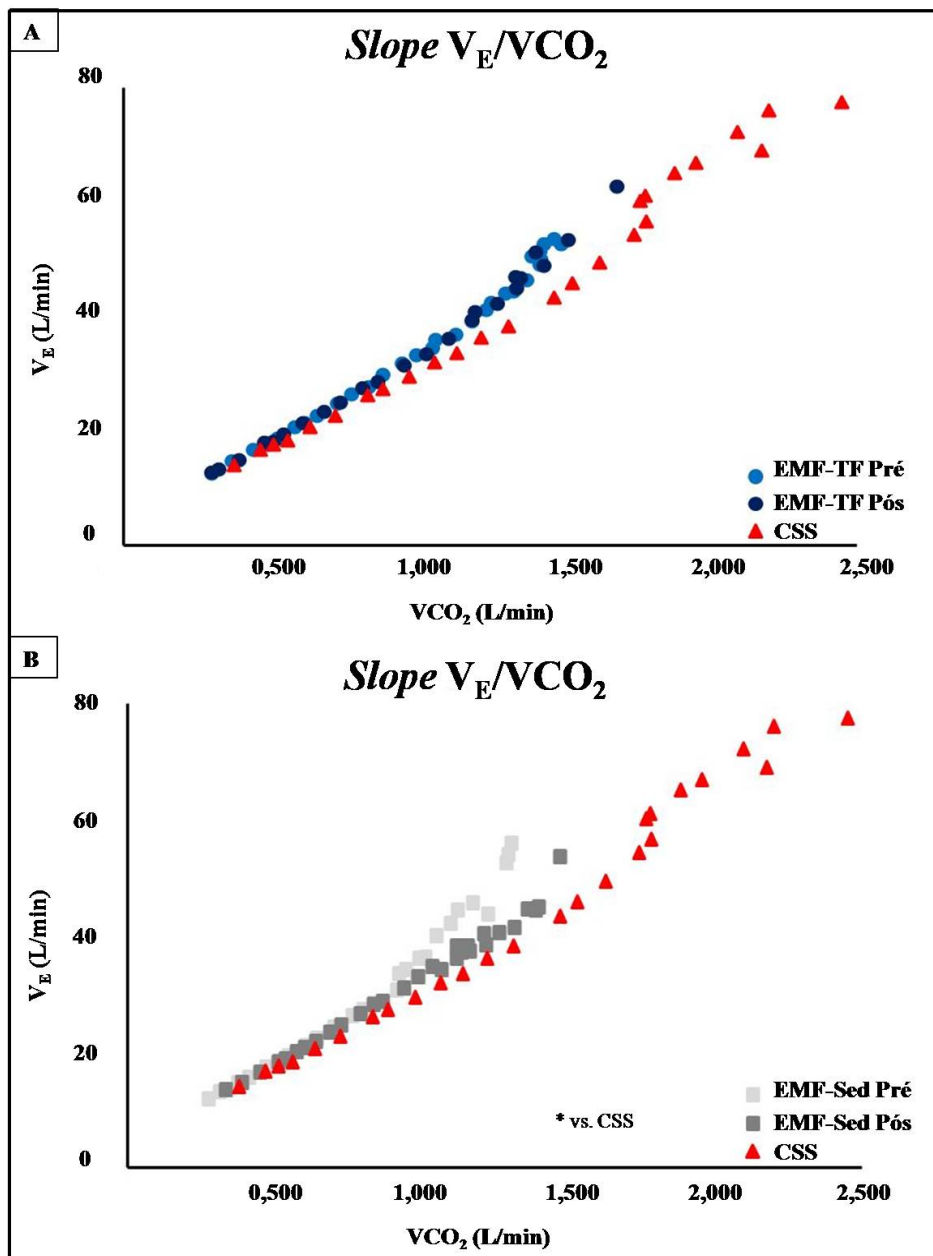 A
Slope VE/VCO2
80
60
40
20
0
VE (L/min)
EMF-TF Pré
EMF-TF Pós
CSS
0,500 1,000 1,500 2,000 2,500
VCO2 (L/min)
B
Slope VE/VCO2
80
60
40
20
0
VE (L/min)
* vs. CSS
EMF-Sed Pré
EMF-Sed Pós
CSS
0,500 1,000 1,500 2,000 2,500
VCO2 (L/min)